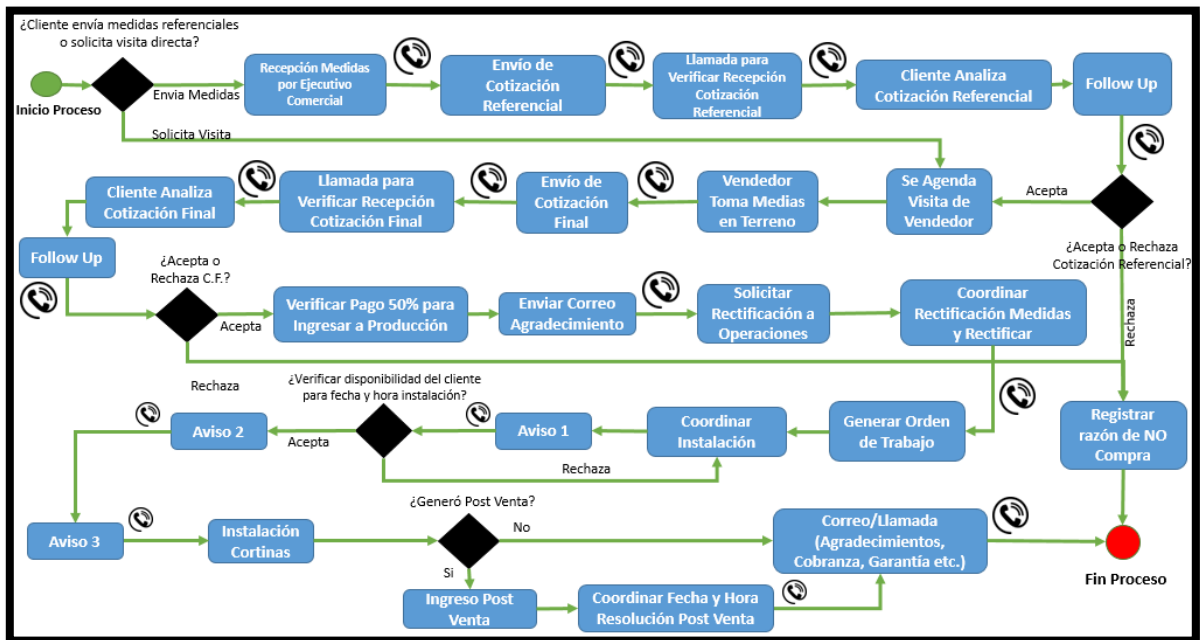 ¿Cliente envía medidas referenciales
o solicita visita directa?
Inicio Proceso
Envia Medidas
Solicita Visita
Recepción Medidas
por Ejecutivo
Comercial
Envío de
Cotización
Referencial
Llamada para
Verificar Recepción
Cotización
Referencial
Cliente Analiza
Cotización Referencial
Follow Up
¿Acepta o Rechaza
Cotización Referencial?
Acepta
Rechaza
Se Agenda
Visita de
Vendedor
Vendedor
Toma Medias
en Terreno
Envío de
Cotización
Final
Llamada para
Verificar Recepción
Cotización Final
Cliente Analiza
Cotización Final
Follow Up
¿Acepta o
Rechaza C.F.?
Acepta
Rechaza
Verificar Pago 50% para
Ingresar a Producción
Enviar Correo
Agradecimiento
Solicitar
Rectificación a
Operaciones
Coordinar
Rectificación Medidas
y Rectificar
Generar Orden
de Trabajo
Coordinar
Instalación
Aviso 1
¿Verificar disponibilidad del cliente
para fecha y hora instalación?
Acepta
Rechaza
Aviso 2
Registrar
razón de NO
Compra
Aviso 3
Instalación
Cortinas
¿Generó Post Venta?
No
Si
Ingreso Post
Venta
Coordinar Fecha y Hora
Resolución Post Venta
Correo/Llamada
(Agradecimientos,
Cobranza, Garantía etc.)
Fin Proceso